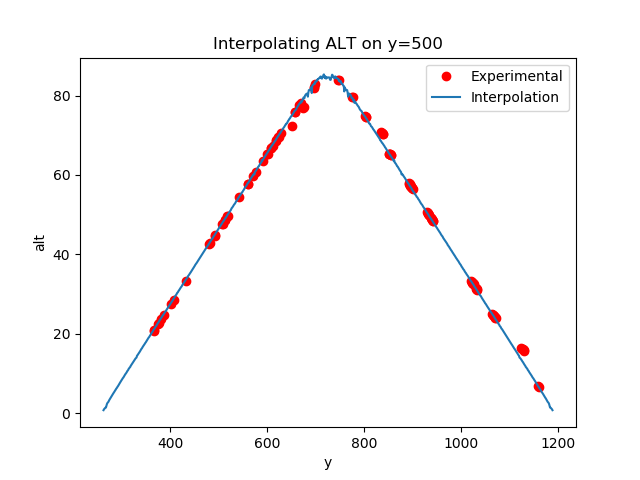 Interpolating ALT on y=500
Experimental
Interpolation
alt
80
60
40
20
0
400 600 800 1000 1200
y